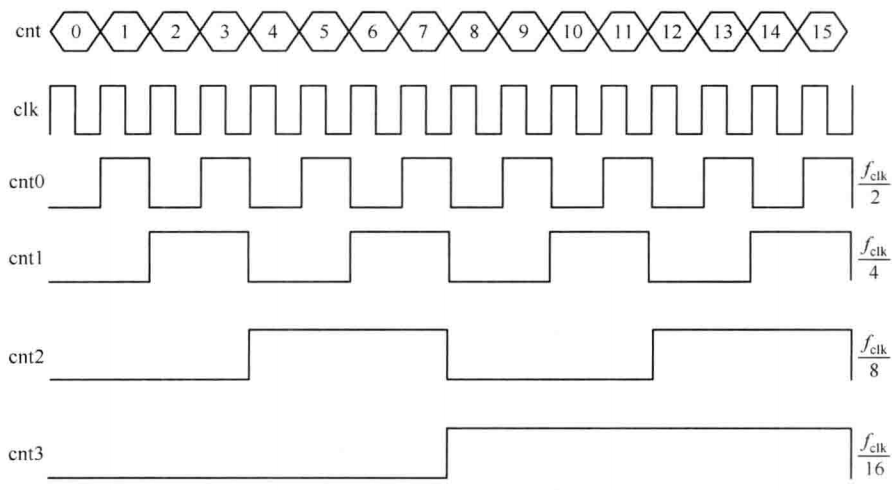 cnt 0 1 2 3 4 5 6 7 8 9 10 11 12 13 14 15
clk
cnt0 f_clk/2
cnt1 f_clk/4
cnt2 f_clk/8
cnt3 f_clk/16